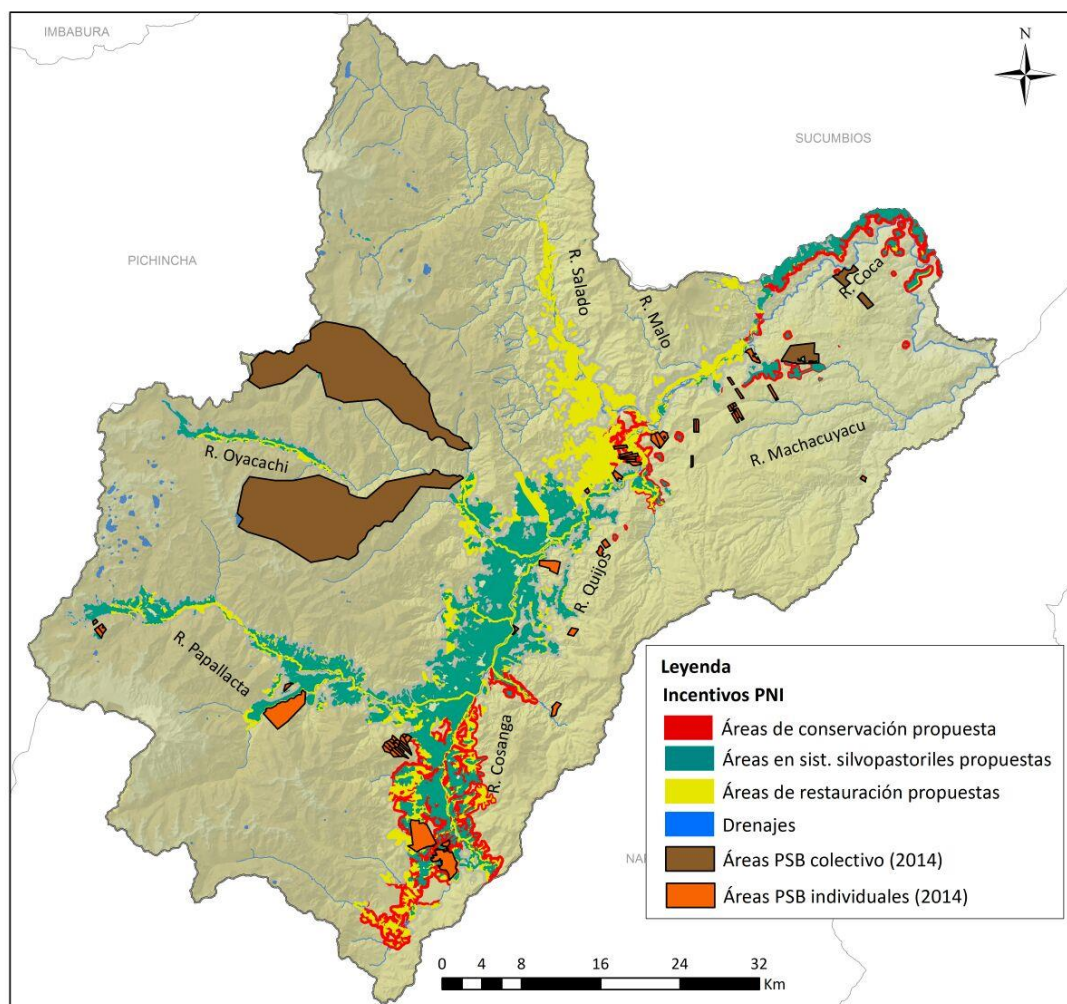 IMBABURA
N
SUCUMBIOS
PICHINCHA
R. Salado
R. Malo
R. Coca
R. Oyacachi
R. Machacuyacu
R. Quijos
R. Papallacta
R. Cosanga
Leyenda
Incentivos PNI
Áreas de conservación propuesta
Áreas en sist. silvopastoriles propuestas
Áreas de restauración propuestas
Drenajes
Áreas PSB colectivo (2014)
Áreas PSB individuales (2014)
0 4 8 16 24 32
Km